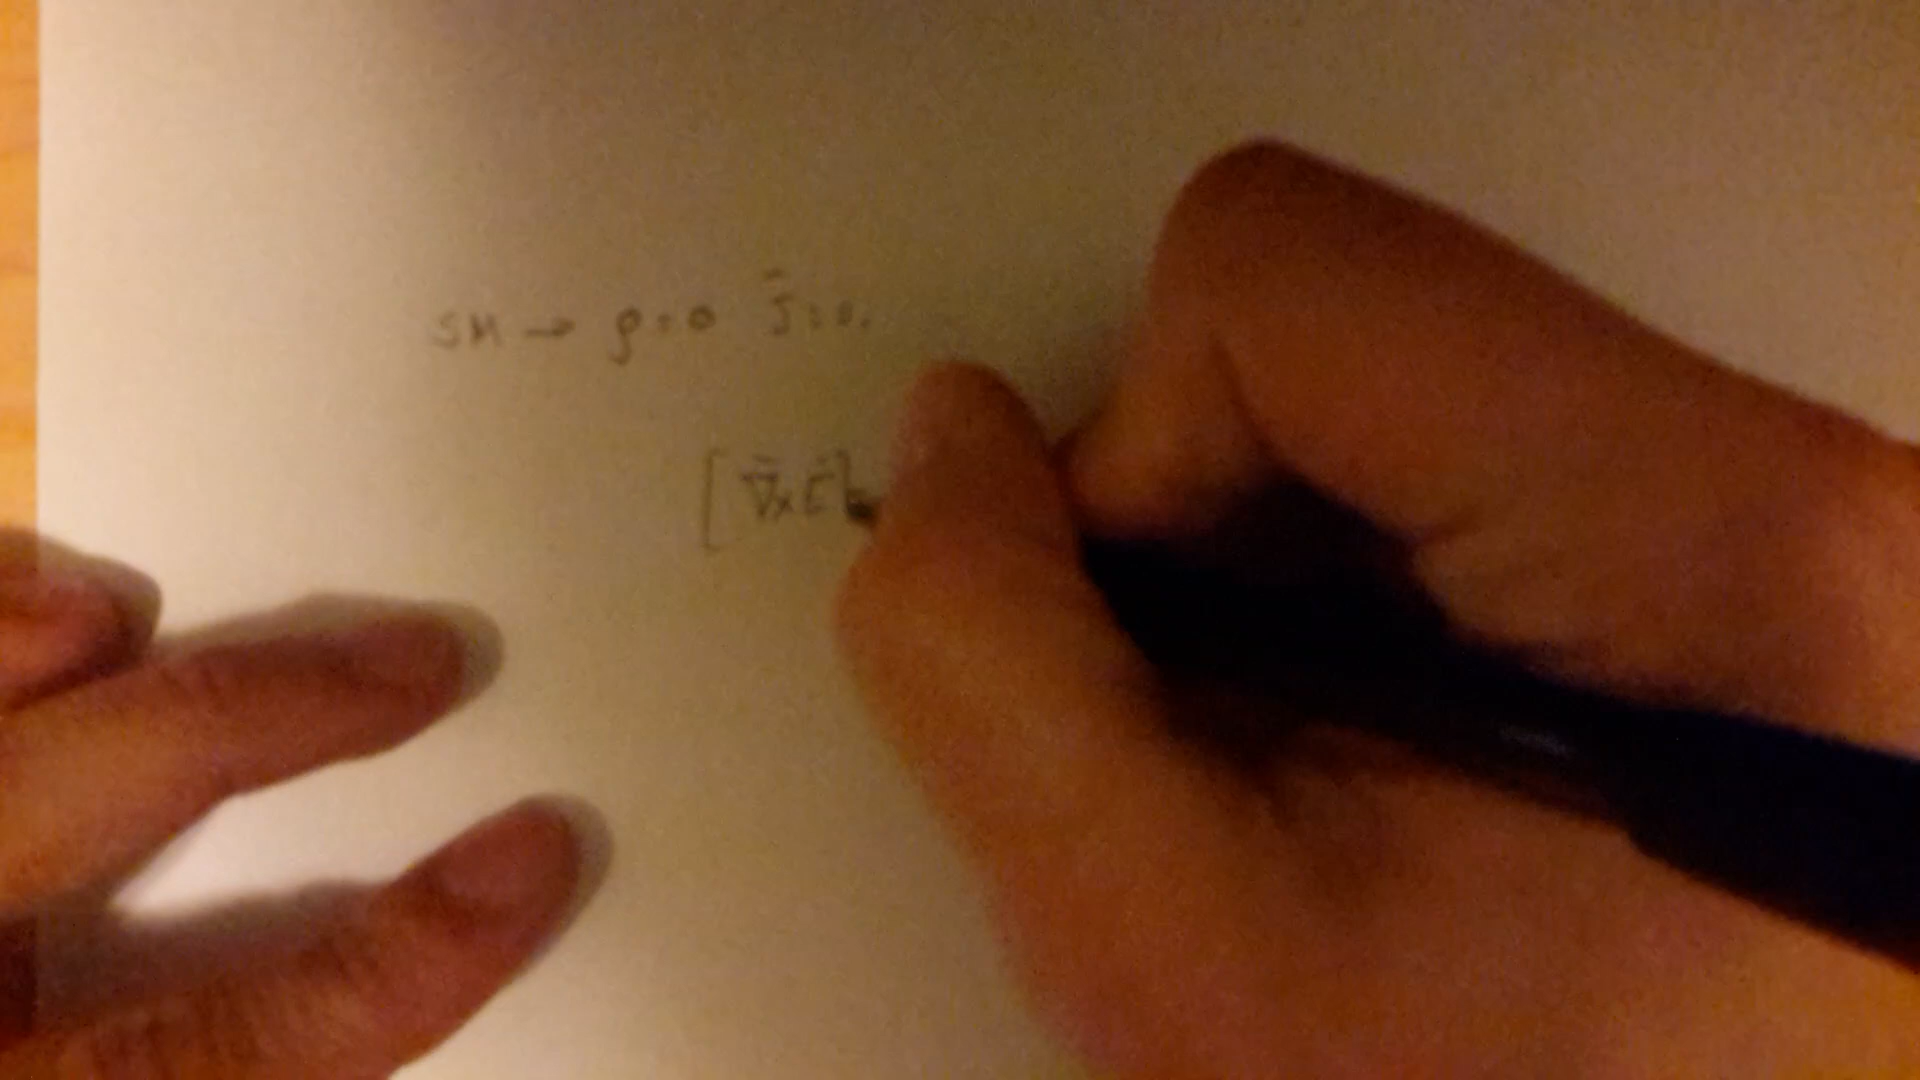 SM → ρ=0 J̄=0.
[ ∇̄×Ē]